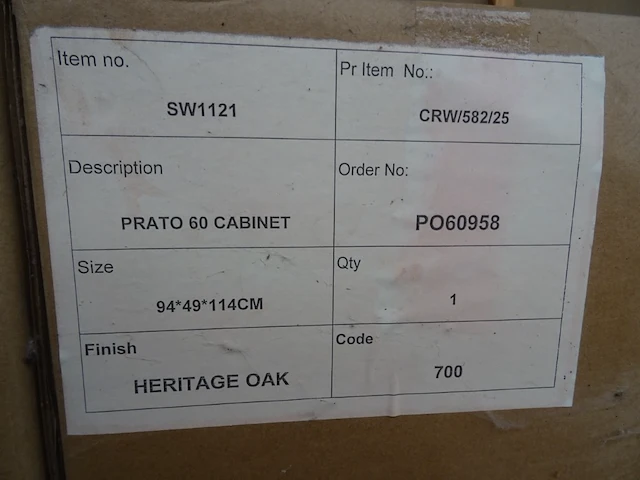 Item no.
SW1121
Pr Item No.:
CRW/582/25
Description
PRATO 60 CABINET
Order No:
PO60958
Size
94*49*114CM
Qty
1
Finish
HERITAGE OAK
Code
700